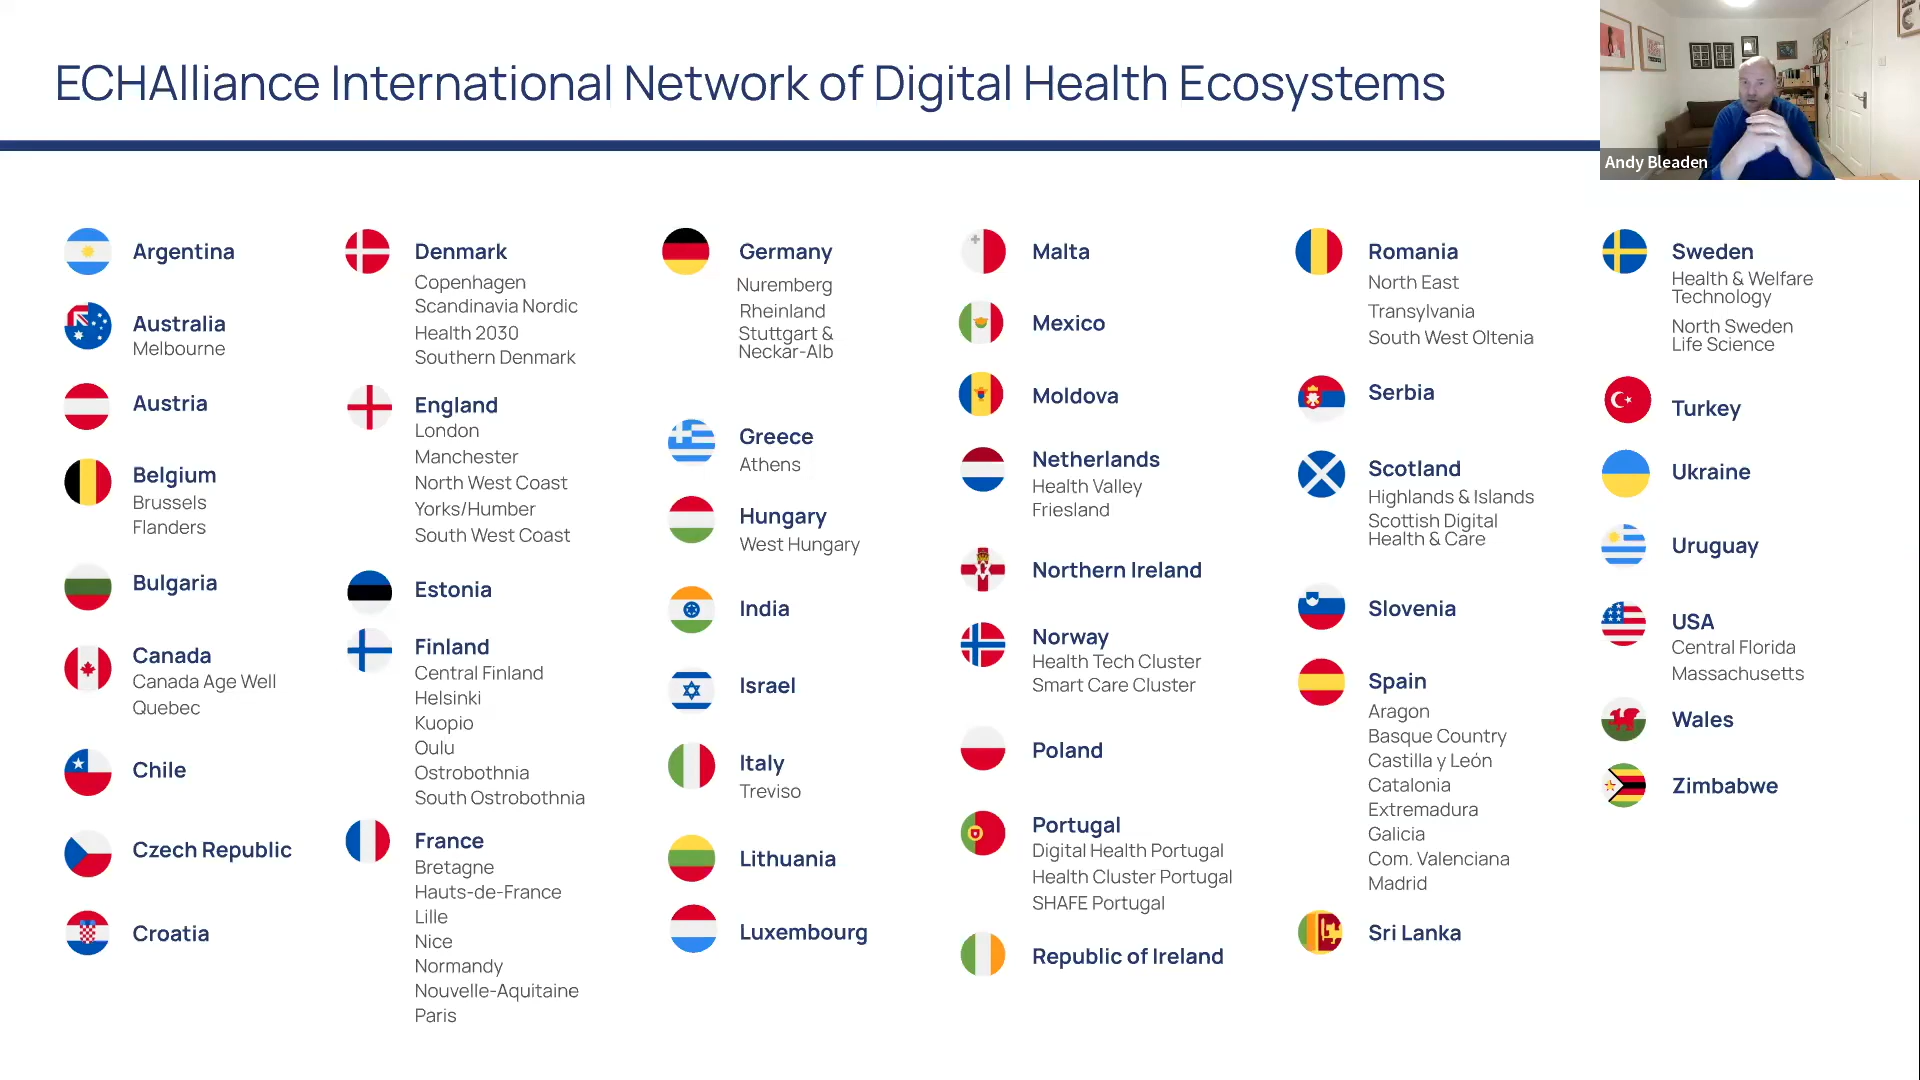 ECHAlliance International Network of Digital Health Ecosystems
Andy Bleaden
Argentina
Australia
Melbourne
Austria
Belgium
Brussels
Flanders
Bulgaria
Canada
Canada Age Well
Quebec
Chile
Czech Republic
Croatia
Denmark
Copenhagen
Scandinavia Nordic
Health 2030
Southern Denmark
England
London
Manchester
North West Coast
Yorks/Humber
South West Coast
Estonia
Finland
Central Finland
Helsinki
Kuopio
Oulu
Ostrobothnia
South Ostrobothnia
France
Bretagne
Hauts-de-France
Lille
Nice
Normandy
Nouvelle-Aquitaine
Paris
Germany
Nuremberg
Rheinland
Stuttgart &
Neckar-Alb
Greece
Athens
Hungary
West Hungary
India
Israel
Italy
Treviso
Lithuania
Luxembourg
Malta
Mexico
Moldova
Netherlands
Health Valley
Friesland
Northern Ireland
Norway
Health Tech Cluster
Smart Care Cluster
Poland
Portugal
Digital Health Portugal
Health Cluster Portugal
SHAFE Portugal
Republic of Ireland
Romania
North East
Transylvania
South West Oltenia
Serbia
Scotland
Highlands & Islands
Scottish Digital
Health & Care
Slovenia
Spain
Aragon
Basque Country
Castilla y León
Catalonia
Extremadura
Galicia
Com. Valenciana
Madrid
Sri Lanka
Sweden
Health & Welfare
Technology
North Sweden
Life Science
Turkey
Ukraine
Uruguay
USA
Central Florida
Massachusetts
Wales
Zimbabwe